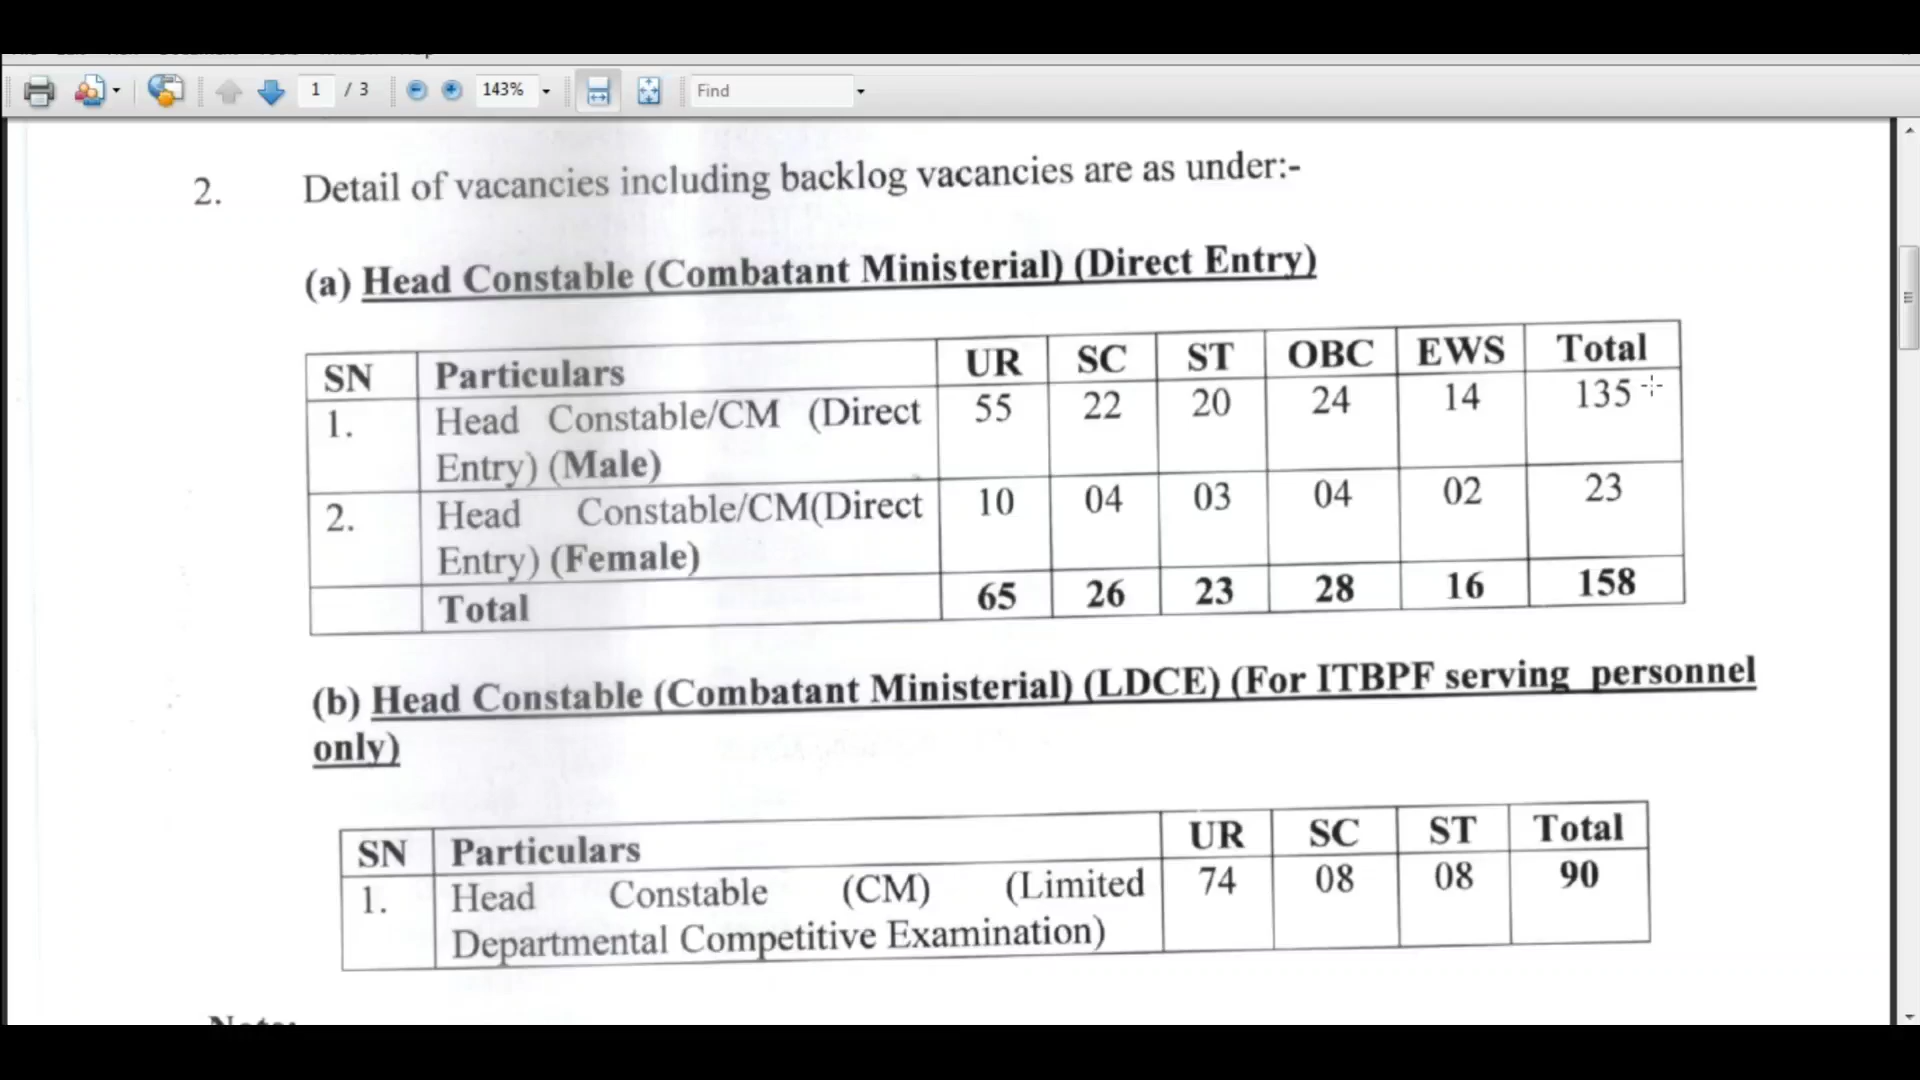 1 / 3 143% Find
2. Detail of vacancies including backlog vacancies are as under:-
(a) Head Constable (Combatant Ministerial) (Direct Entry)
SN Particulars UR SC ST OBC EWS Total
1. Head Constable/CM (Direct 55 22 20 24 14 135
Entry) (Male)
2. Head Constable/CM(Direct 10 04 03 04 02 23
Entry) (Female)
Total 65 26 23 28 16 158
(b) Head Constable (Combatant Ministerial) (LDCE) (For ITBPF serving personnel
only)
SN Particulars UR SC ST Total
1. Head Constable (CM) (Limited 74 08 08 90
Departmental Competitive Examination)